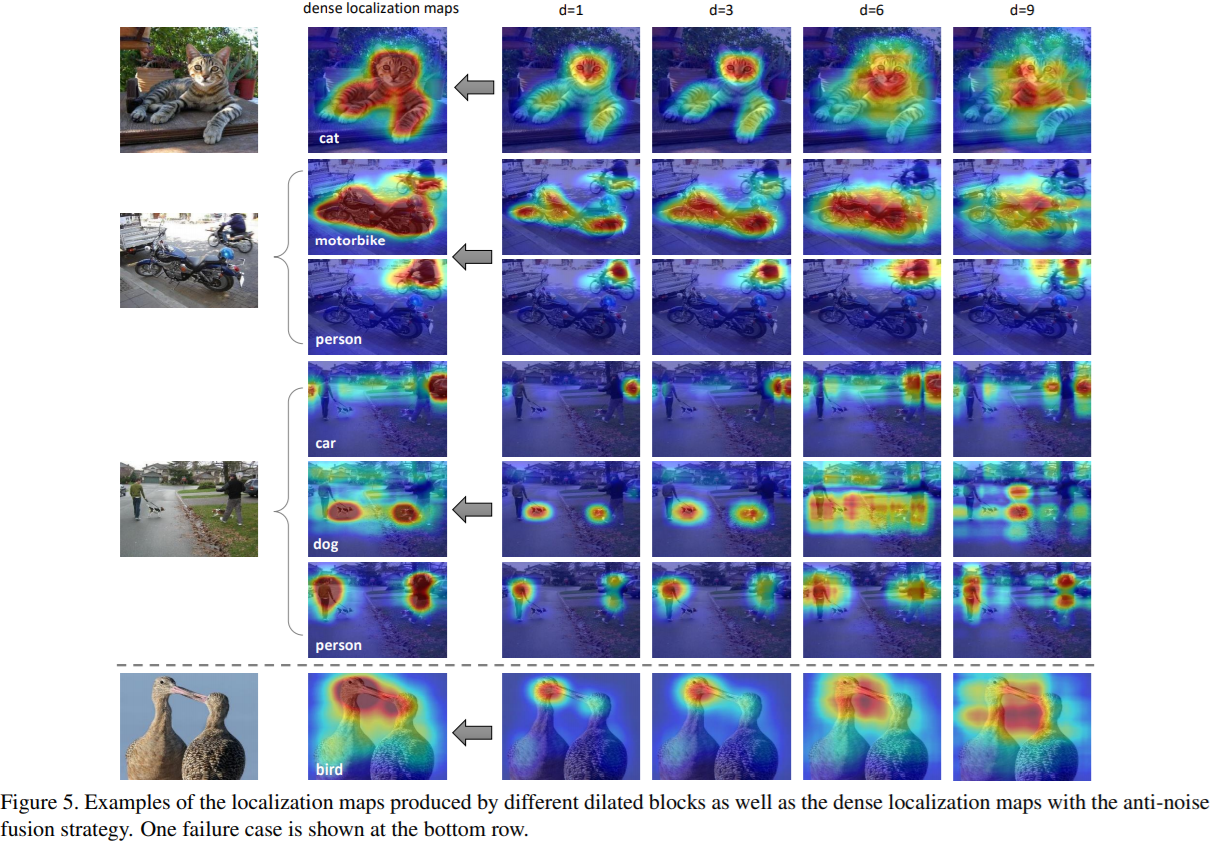 dense localization maps d=1 d=3 d=6 d=9
cat
motorbike
person
car
dog
person
bird
Figure 5. Examples of the localization maps produced by different dilated blocks as well as the dense localization maps with the anti-noise
fusion strategy. One failure case is shown at the bottom row.